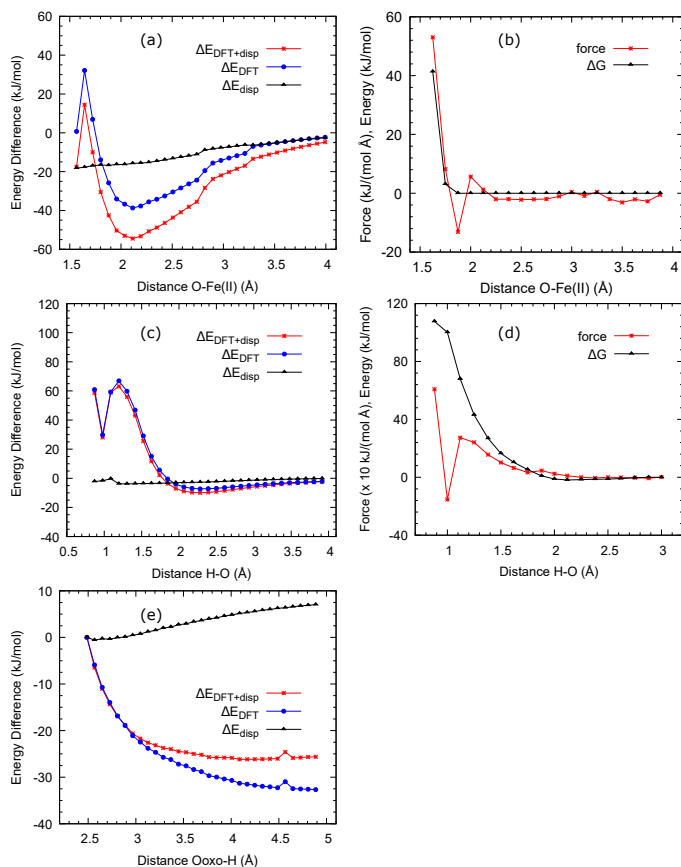 (a)
ΔE_DFT+disp
ΔE_DFT
ΔE_disp
Energy Difference (kJ/mol)
100
80
60
40
20
0
-20
-40
-60
1.5 2 2.5 3 3.5 4
Distance O-Fe(II) (Å)
(b)
force
ΔG
Force (kJ/(mol Å), Energy (kJ/mol)
60
40
20
0
-20
1.5 2 2.5 3 3.5 4
Distance O-Fe(II) (Å)
(c)
ΔE_DFT+disp
ΔE_DFT
ΔE_disp
Energy Difference (kJ/mol)
120
100
80
60
40
20
0
-20
-40
0.5 1 1.5 2 2.5 3 3.5 4
Distance H-O (Å)
(d)
force
ΔG
Force (x 10 kJ/(mol Å), Energy (kJ/mol)
120
80
40
0
-40
1 1.5 2 2.5 3
Distance H-O (Å)
(e)
ΔE_DFT+disp
ΔE_DFT
ΔE_disp
Energy Difference (kJ/mol)
10
0
-10
-20
-30
-40
2.5 3 3.5 4 4.5 5
Distance Ooxo-H (Å)